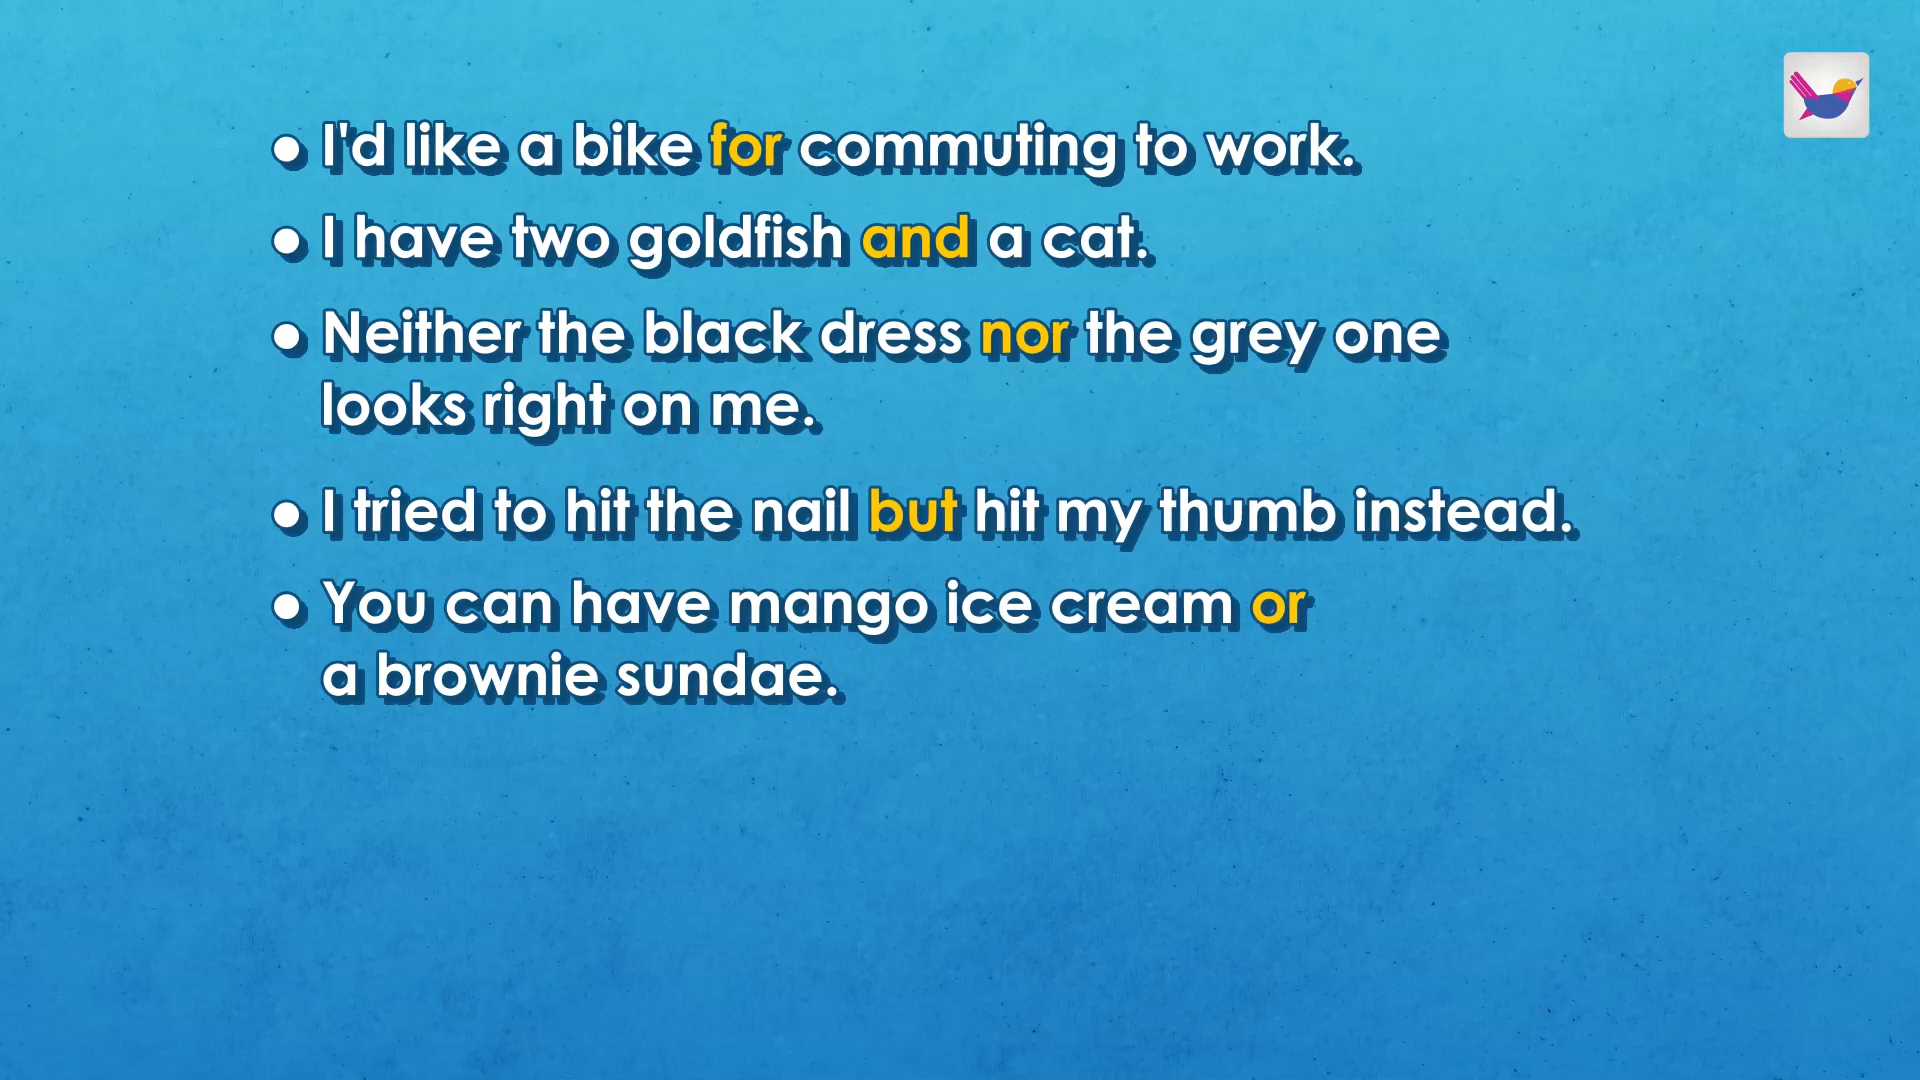 • I'd like a bike for commuting to work.
• I have two goldfish and a cat.
• Neither the black dress nor the grey one
looks right on me.
• I tried to hit the nail but hit my thumb instead.
• You can have mango ice cream or
a brownie sundae.